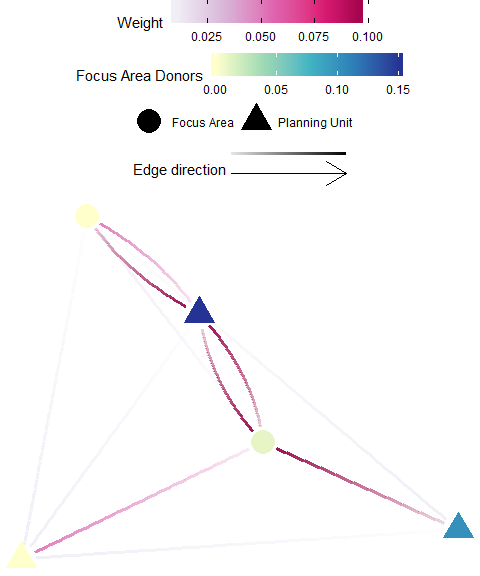 Weight
0.025 0.050 0.075 0.100
Focus Area Donors
0.00 0.05 0.10 0.15
Focus Area Planning Unit
Edge direction